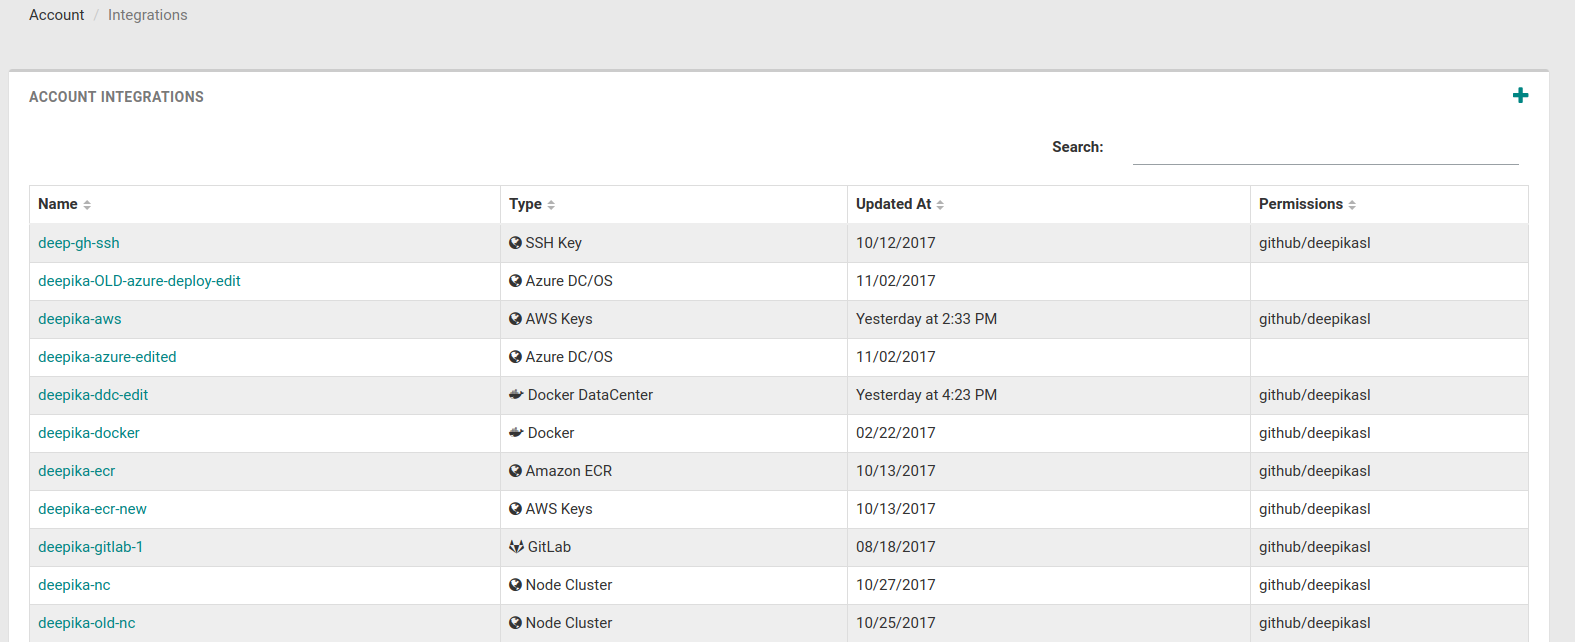 Account / Integrations
ACCOUNT INTEGRATIONS
Search:
Name Type Updated At Permissions
deep-gh-ssh SSH Key 10/12/2017 github/deepikasl
deepika-OLD-azure-deploy-edit Azure DC/OS 11/02/2017
deepika-aws AWS Keys Yesterday at 2:33 PM github/deepikasl
deepika-azure-edited Azure DC/OS 11/02/2017
deepika-ddc-edit Docker DataCenter Yesterday at 4:23 PM github/deepikasl
deepika-docker Docker 02/22/2017 github/deepikasl
deepika-ecr Amazon ECR 10/13/2017 github/deepikasl
deepika-ecr-new AWS Keys 10/13/2017 github/deepikasl
deepika-gitlab-1 GitLab 08/18/2017 github/deepikasl
deepika-nc Node Cluster 10/27/2017 github/deepikasl
deepika-old-nc Node Cluster 10/25/2017 github/deepikasl